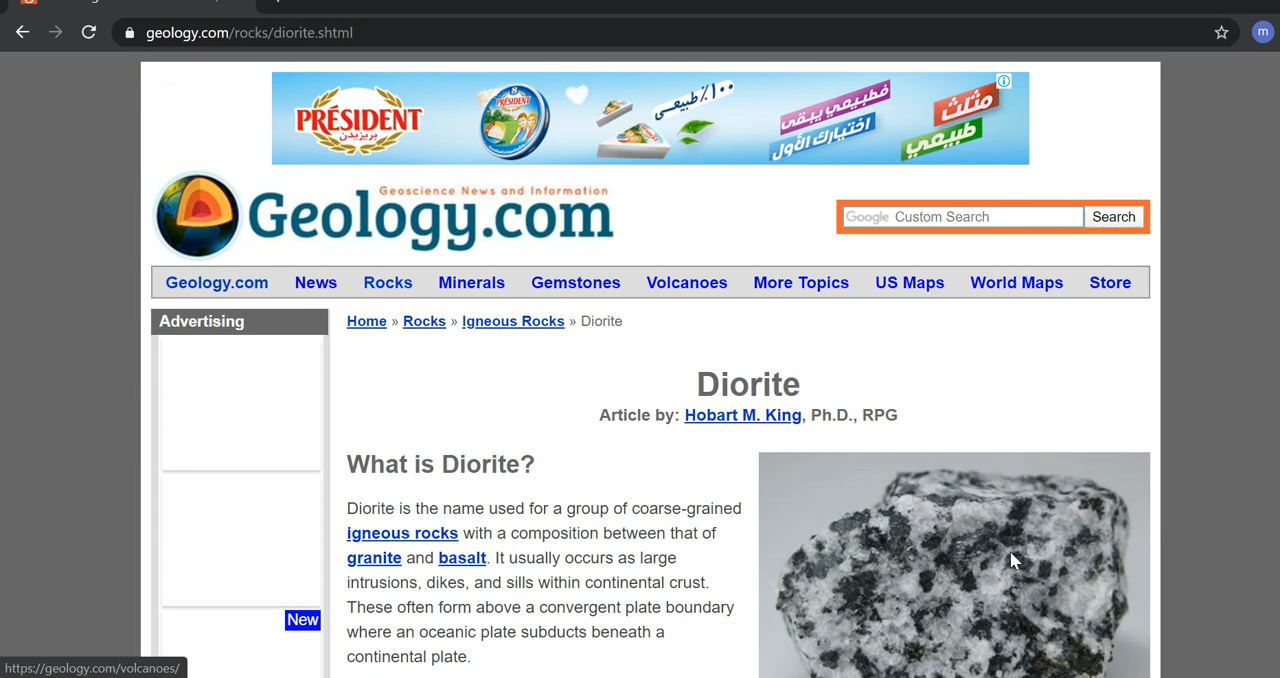 geology.com/rocks/diorite.shtml
m
PRÉSIDENT
بريزيدن
PRÉSIDENT
١٠٠٪ طبيعي
فطبيعي يبقى
اختيارك الأول
مثلث
طبيعي
Geoscience News and Information
Geology.com
Google Custom Search
Search
Geology.com News Rocks Minerals Gemstones Volcanoes More Topics US Maps World Maps Store
Advertising
Home » Rocks » Igneous Rocks » Diorite
Diorite
Article by: Hobart M. King, Ph.D., RPG
What is Diorite?
Diorite is the name used for a group of coarse-grained
igneous rocks with a composition between that of
granite and basalt. It usually occurs as large
intrusions, dikes, and sills within continental crust.
These often form above a convergent plate boundary
where an oceanic plate subducts beneath a
continental plate.
New
https://geology.com/volcanoes/